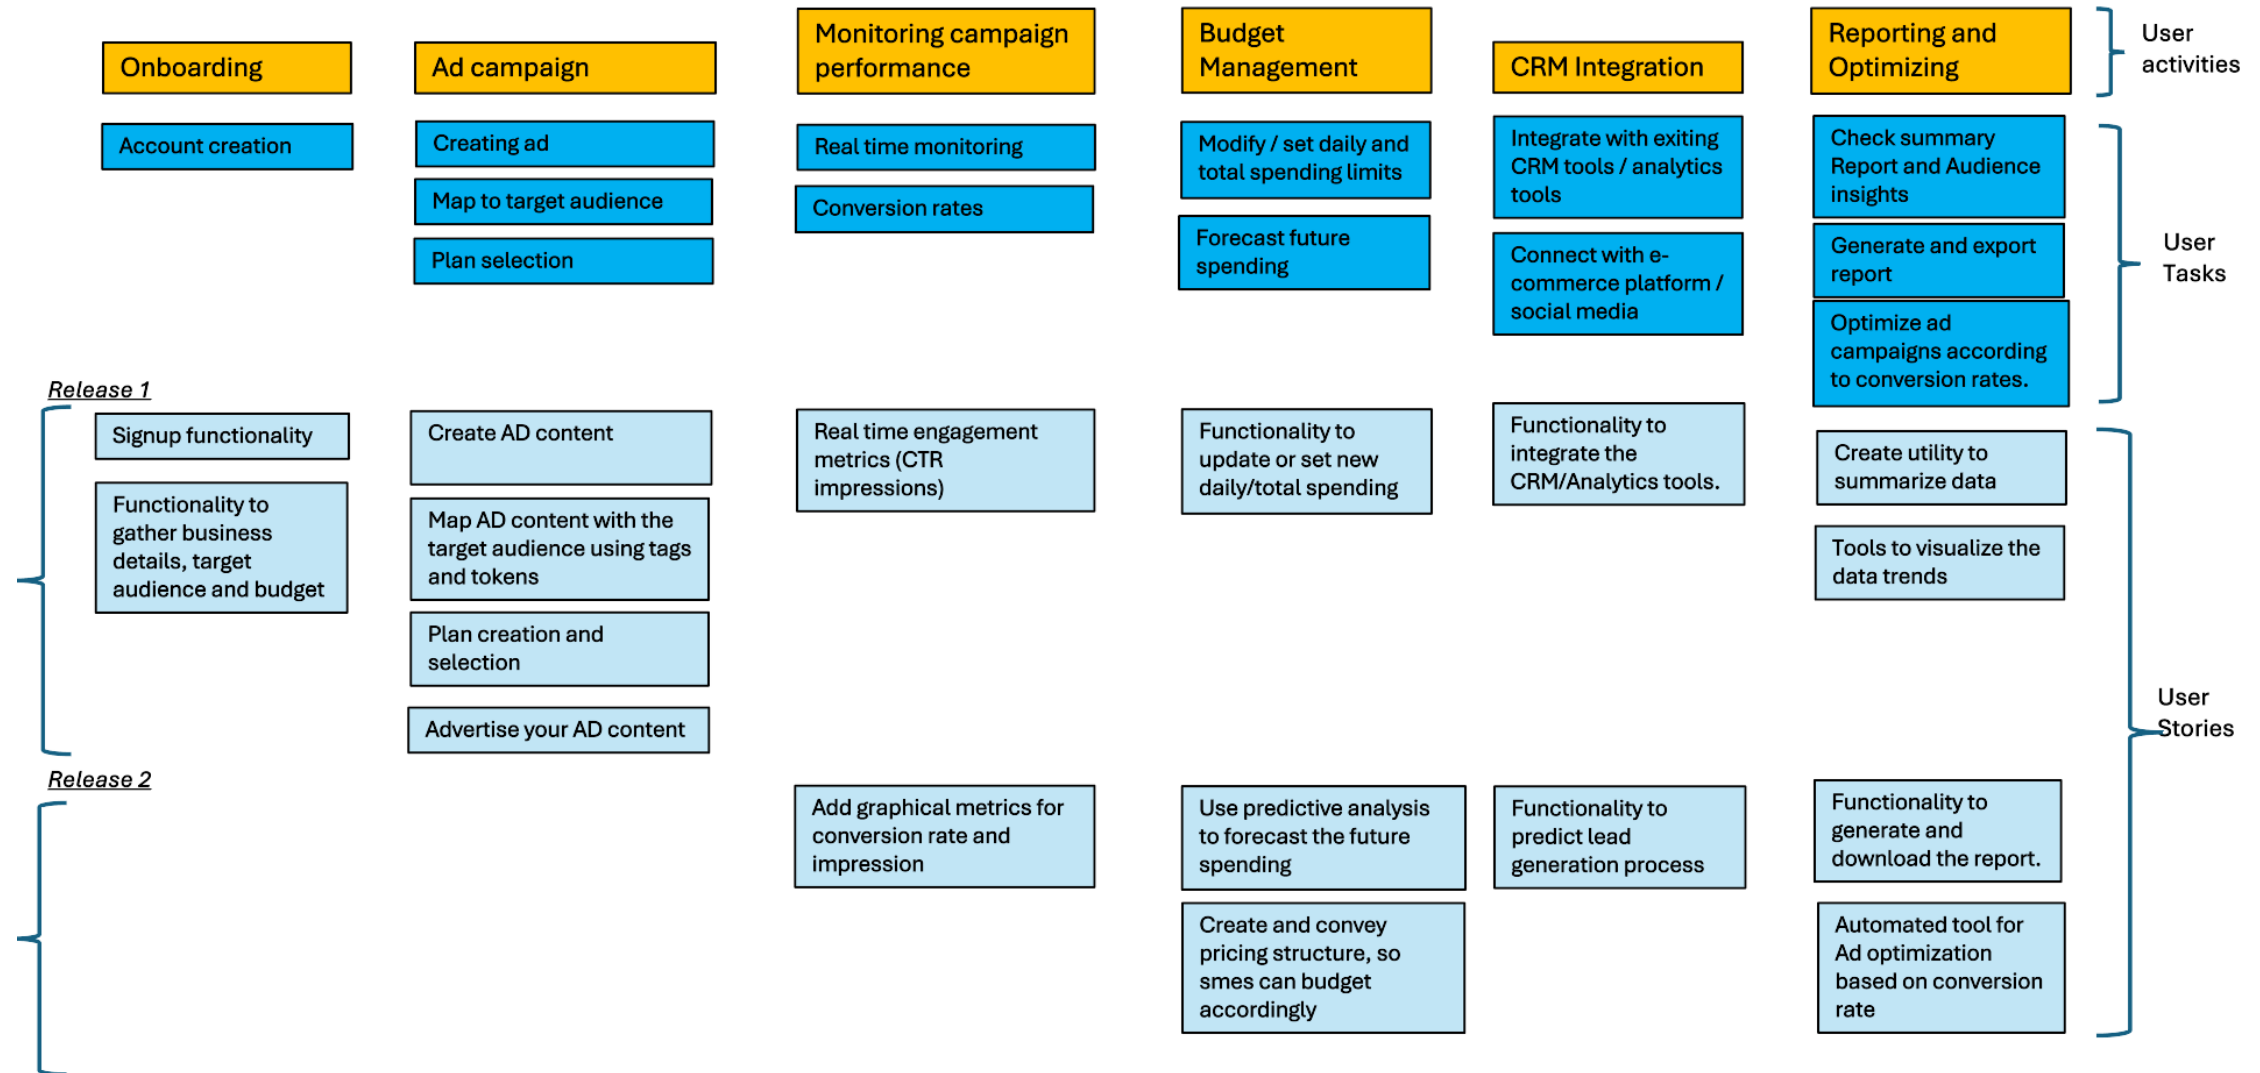 Onboarding
Ad campaign
Monitoring campaign
performance
Budget
Management
CRM Integration
Reporting and
Optimizing
User
activities
Account creation
Creating ad
Map to target audience
Plan selection
Real time monitoring
Conversion rates
Modify / set daily and
total spending limits
Forecast future
spending
Integrate with exiting
CRM tools / analytics
tools
Connect with e-
commerce platform /
social media
Check summary
Report and Audience
insights
Generate and export
report
Optimize ad
campaigns according
to conversion rates.
User
Tasks
Release 1
Signup functionality
Functionality to
gather business
details, target
audience and budget
Create AD content
Map AD content with the
target audience using tags
and tokens
Plan creation and
selection
Advertise your AD content
Real time engagement
metrics (CTR
impressions)
Functionality to
update or set new
daily/total spending
Functionality to
integrate the
CRM/Analytics tools.
Create utility to
summarize data
Tools to visualize the
data trends
User
Stories
Release 2
Add graphical metrics for
conversion rate and
impression
Use predictive analysis
to forecast the future
spending
Create and convey
pricing structure, so
smes can budget
accordingly
Functionality to
predict lead
generation process
Functionality to
generate and
download the report.
Automated tool for
Ad optimization
based on conversion
rate